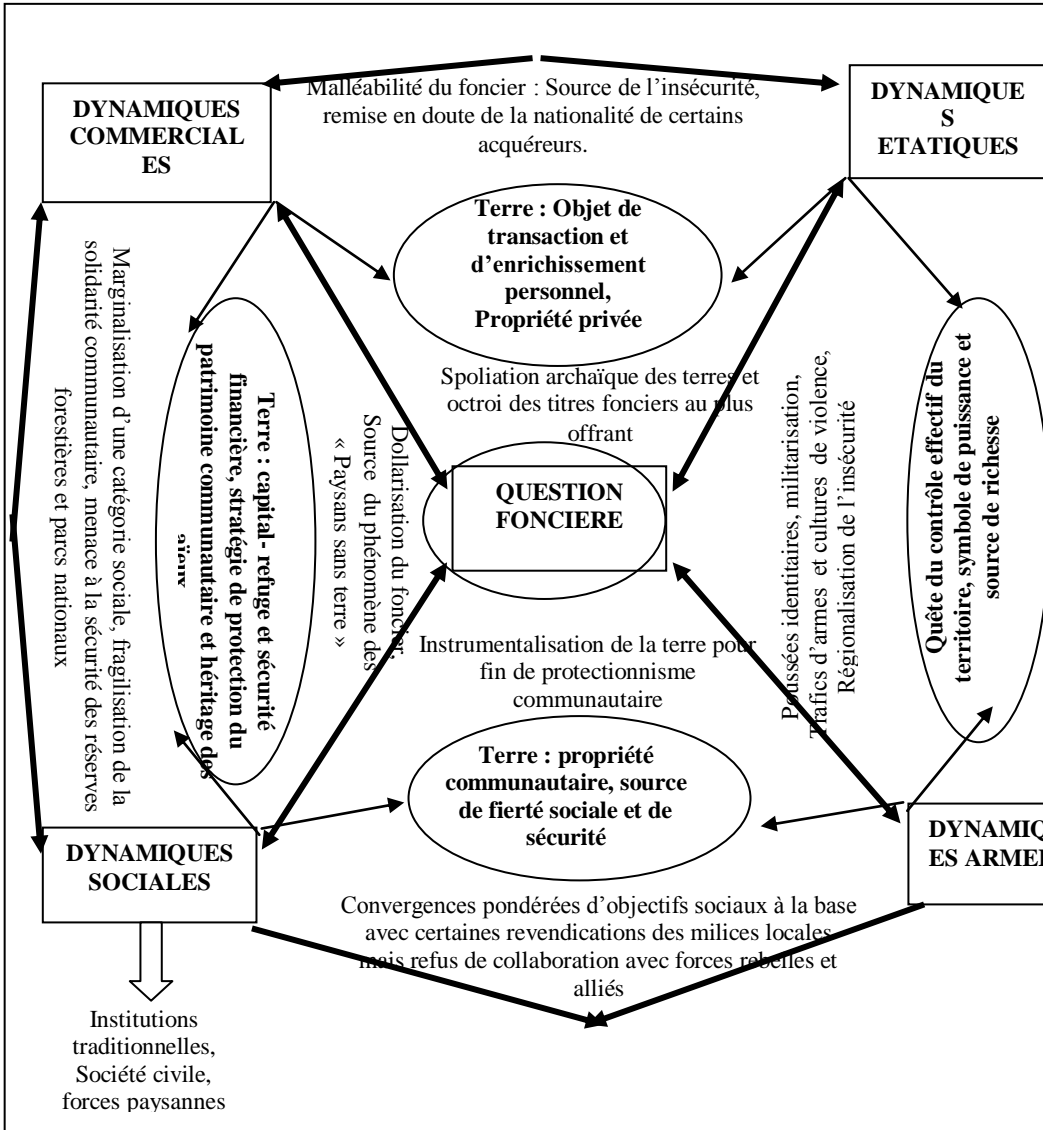 Malléabilité du foncier : Source de l’insécurité,
remise en doute de la nationalité de certains
acquéreurs.
DYNAMIQUES
COMMERCIAL
ES
DYNAMIQUE
S
ETATIQUES
Terre : Objet de
transaction et
d’enrichissement
personnel,
Propriété privée
Marginalisation d’une catégorie sociale, fragilisation de la
solidarité communautaire, menace à la sécurité des réserves
forestières et parcs nationaux
Terre : capital- refuge et sécurité
financière, stratégie de protection du
patrimoine communautaire et héritage des
aïeux
Dollarisation du foncier,
Source du phénomène des
« Paysans sans terre »
Spoliation archaïque des terres et
octroi des titres fonciers au plus
offrant
QUESTION
FONCIERE
Poussées identitaires, militarisation,
Trafics d’armes et cultures de violence,
Régionalisation de l’insécurité
Quête du contrôle effectif du
territoire, symbole de puissance et
source de richesse
Instrumentalisation de la terre pour
fin de protectionnisme
communautaire
Terre : propriété
communautaire, source
de fierté sociale et de
sécurité
DYNAMIQUES
SOCIALES
DYNAMIQ
ES ARME
Convergences pondérées d’objectifs sociaux à la base
avec certaines revendications des milices locales
mais refus de collaboration avec forces rebelles et
alliés
Institutions
traditionnelles,
Société civile,
forces paysannes